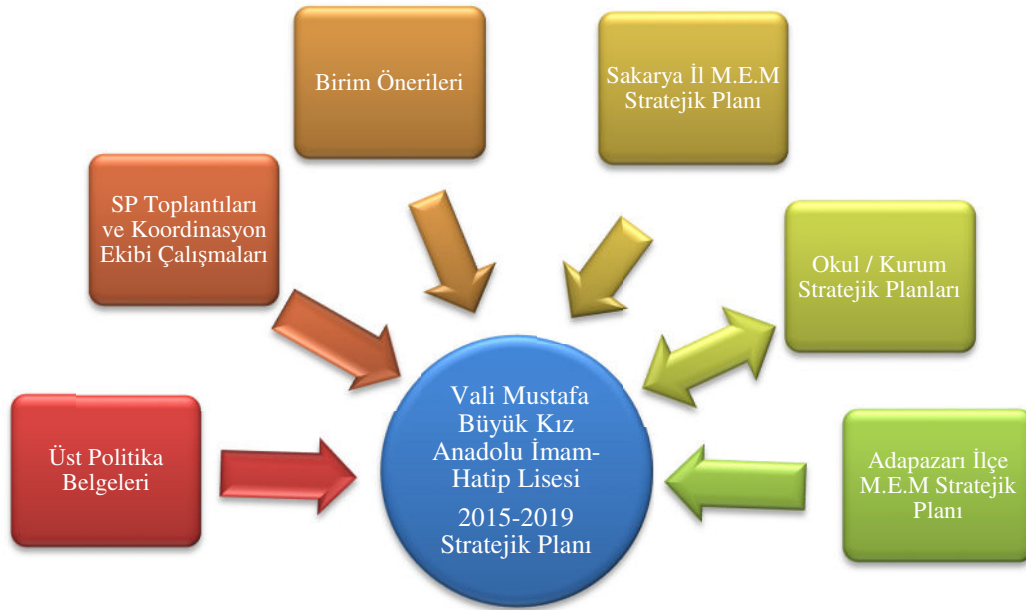 Birim Önerileri
Sakarya İl M.E.M
Stratejik Planı
SP Toplantıları
ve Koordinasyon
Ekibi Çalışmaları
Okul / Kurum
Stratejik Planları
Üst Politika
Belgeleri
Vali Mustafa
Büyük Kız
Anadolu İmam-
Hatip Lisesi
2015-2019
Stratejik Planı
Adapazarı İlçe
M.E.M Stratejik
Planı